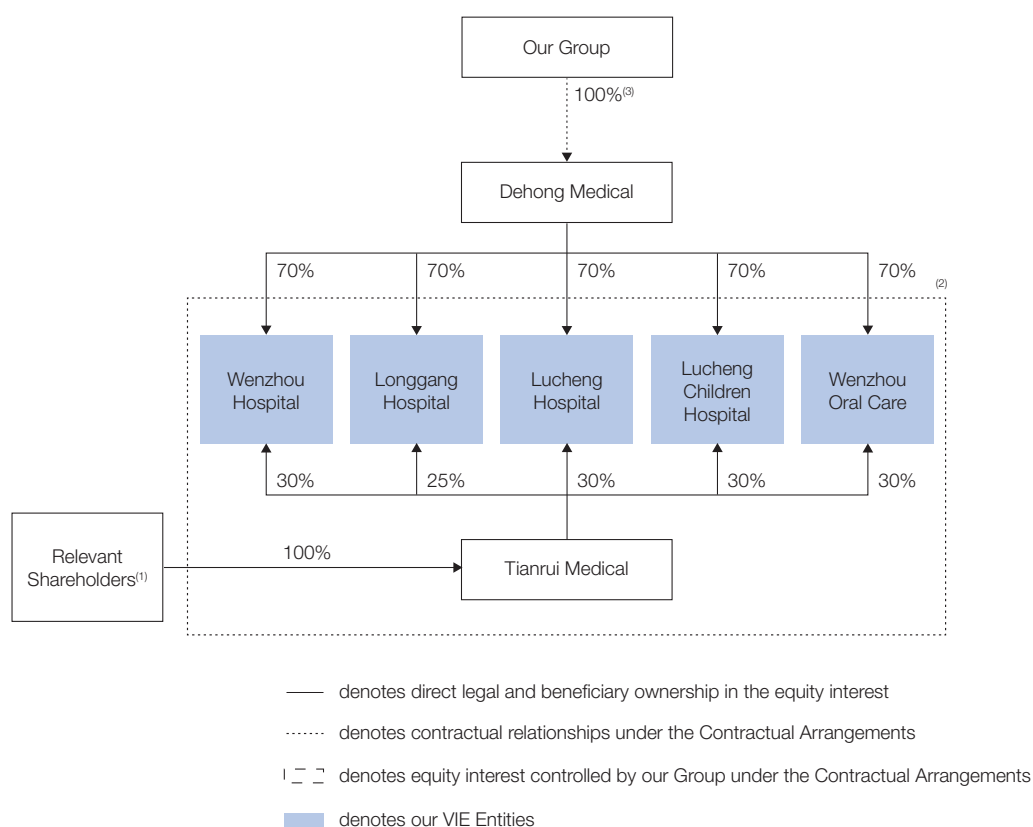 Our Group
100%(3)
Dehong Medical
70% 70% 70% 70% 70%
(2)
Wenzhou
Hospital
Longgang
Hospital
Lucheng
Hospital
Lucheng
Children
Hospital
Wenzhou
Oral Care
30% 25% 30% 30% 30%
Relevant
Shareholders(1)
100%
Tianrui Medical
denotes direct legal and beneficiary ownership in the equity interest
denotes contractual relationships under the Contractual Arrangements
denotes equity interest controlled by our Group under the Contractual Arrangements
denotes our VIE Entities